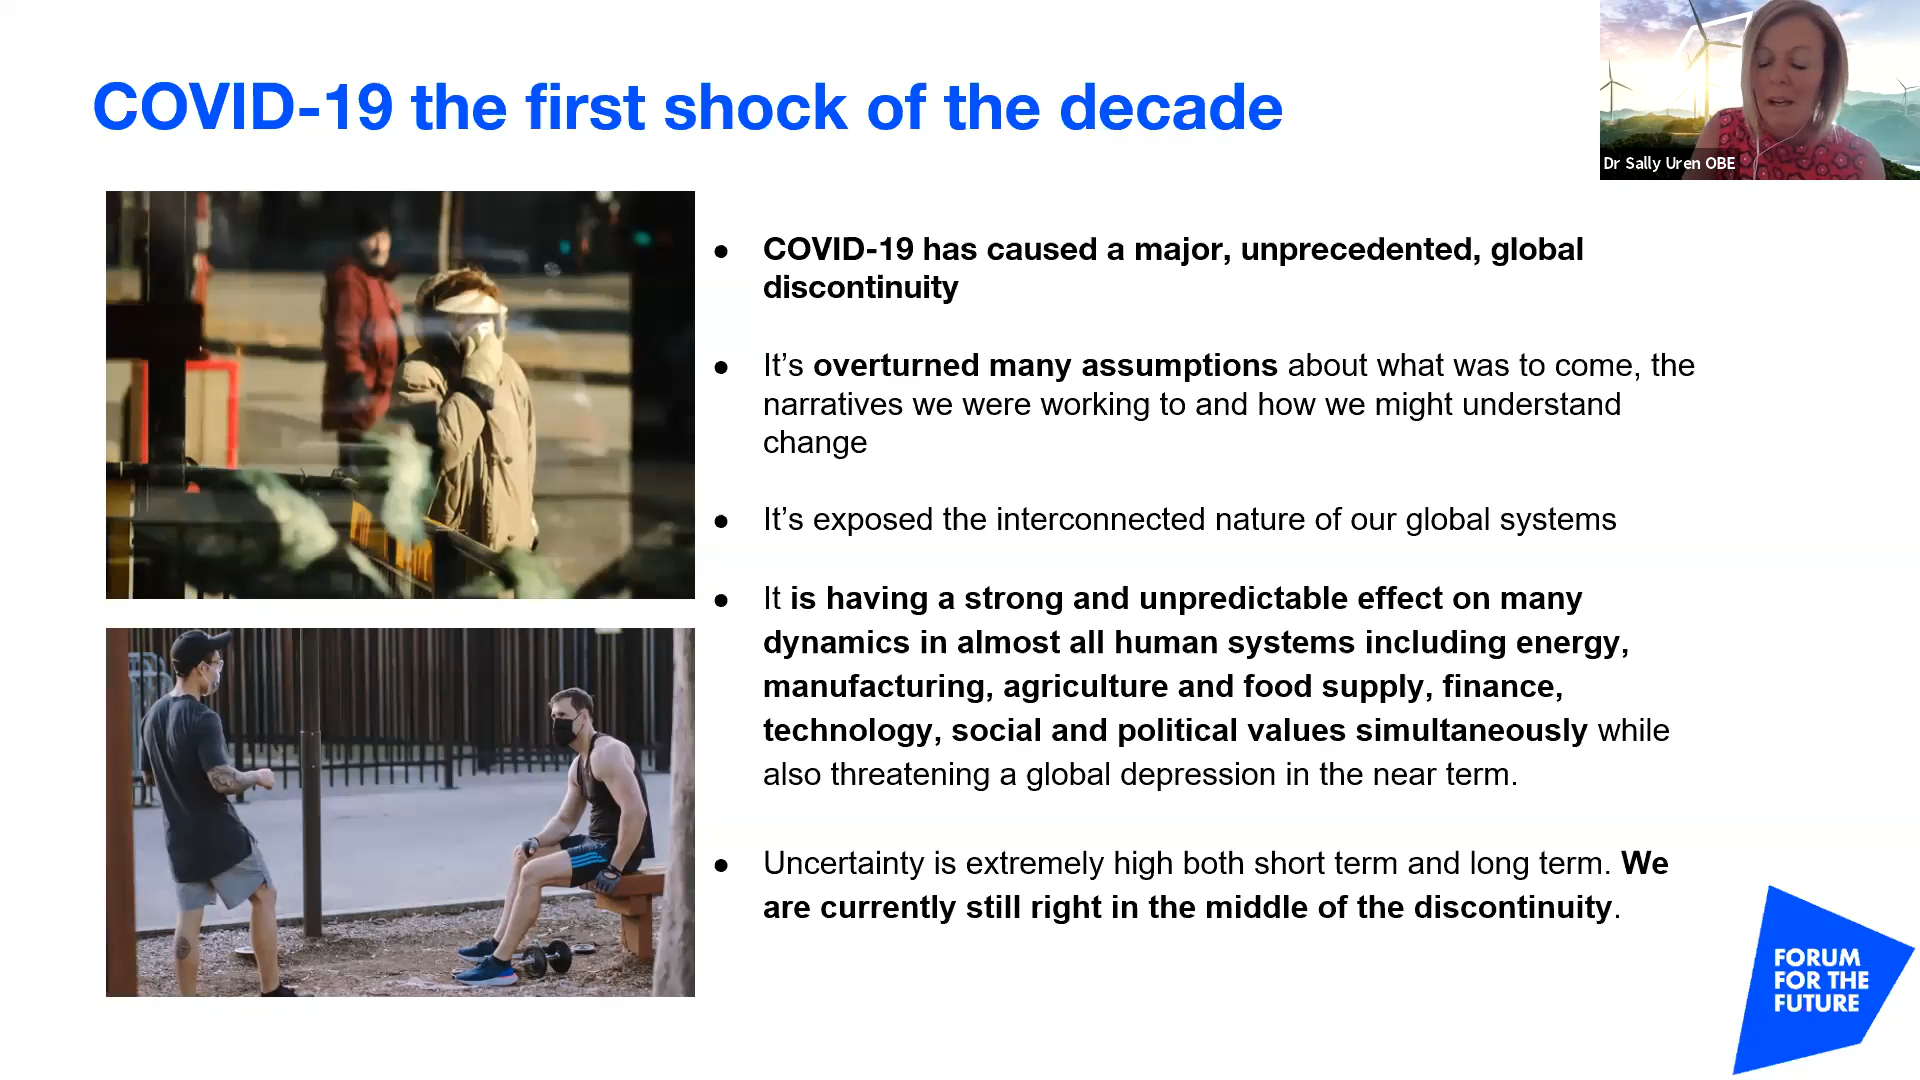 COVID-19 the first shock of the decade
Dr Sally Uren OBE
● COVID-19 has caused a major, unprecedented, global
discontinuity
● It’s overturned many assumptions about what was to come, the
narratives we were working to and how we might understand
change
● It’s exposed the interconnected nature of our global systems
● It is having a strong and unpredictable effect on many
dynamics in almost all human systems including energy,
manufacturing, agriculture and food supply, finance,
technology, social and political values simultaneously while
also threatening a global depression in the near term.
● Uncertainty is extremely high both short term and long term. We
are currently still right in the middle of the discontinuity.
FORUM
FOR THE
FUTURE